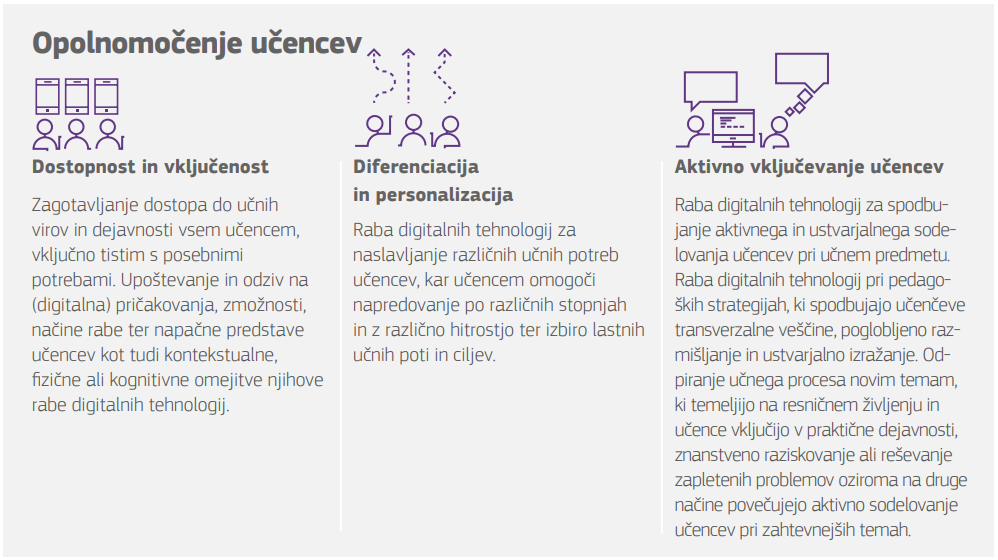 Opolnomočenje učencev
Dostopnost in vključenost
Zagotavljanje dostopa do učnih
virov in dejavnosti vsem učencem,
vključno tistim s posebnimi
potrebami. Upoštevanje in odziv na
(digitalna) pričakovanja, zmožnosti,
načine rabe ter napačne predstave
učencev kot tudi kontekstualne,
fizične ali kognitivne omejitve njihove
rabe digitalnih tehnologij.
Diferenciacija
in personalizacija
Raba digitalnih tehnologij za
naslavljanje različnih učnih potreb
učencev, kar učencem omogoči
napredovanje po različnih stopnjah
in z različno hitrostjo ter izbiro lastnih
učnih poti in ciljev.
Aktivno vključevanje učencev
Raba digitalnih tehnologij za spodbu-
janje aktivnega in ustvarjalnega sode-
lovanja učencev pri učnem predmetu.
Raba digitalnih tehnologij pri pedago-
ških strategijah, ki spodbujajo učenčeve
transverzalne veščine, poglobljeno raz-
mišljanje in ustvarjalno izražanje. Od-
piranje učnega procesa novim temam,
ki temeljijo na resničnem življenju in
učence vključijo v praktične dejavnosti,
znanstveno raziskovanje ali reševanje
zapletenih problemov oziroma na druge
načine povečujejo aktivno sodelovanje
učencev pri zahtevnejših temah.